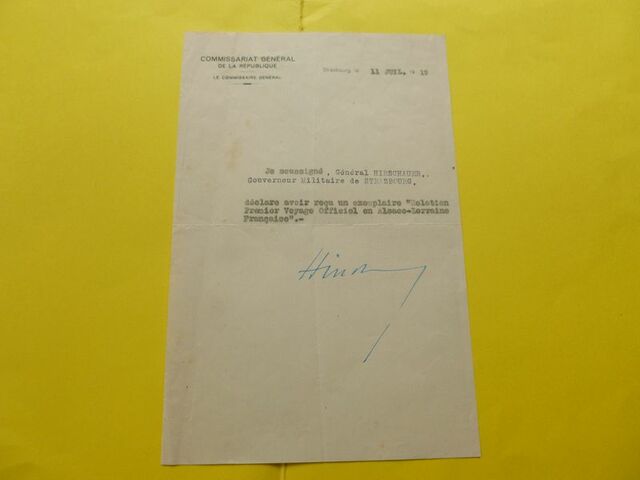 COMMISSARIAT GÉNÉRAL
DE LA RÉPUBLIQUE
LE COMMISSAIRE GÉNÉRAL
Strasbourg le 11 JUIL. 19 19
Je soussigné, Général HIRSCHAUER,
Gouverneur Militaire de STRASBOURG,
déclare avoir reçu un exemplaire "Relation
Premier Voyage Officiel en Alsace-Lorraine
Française".-